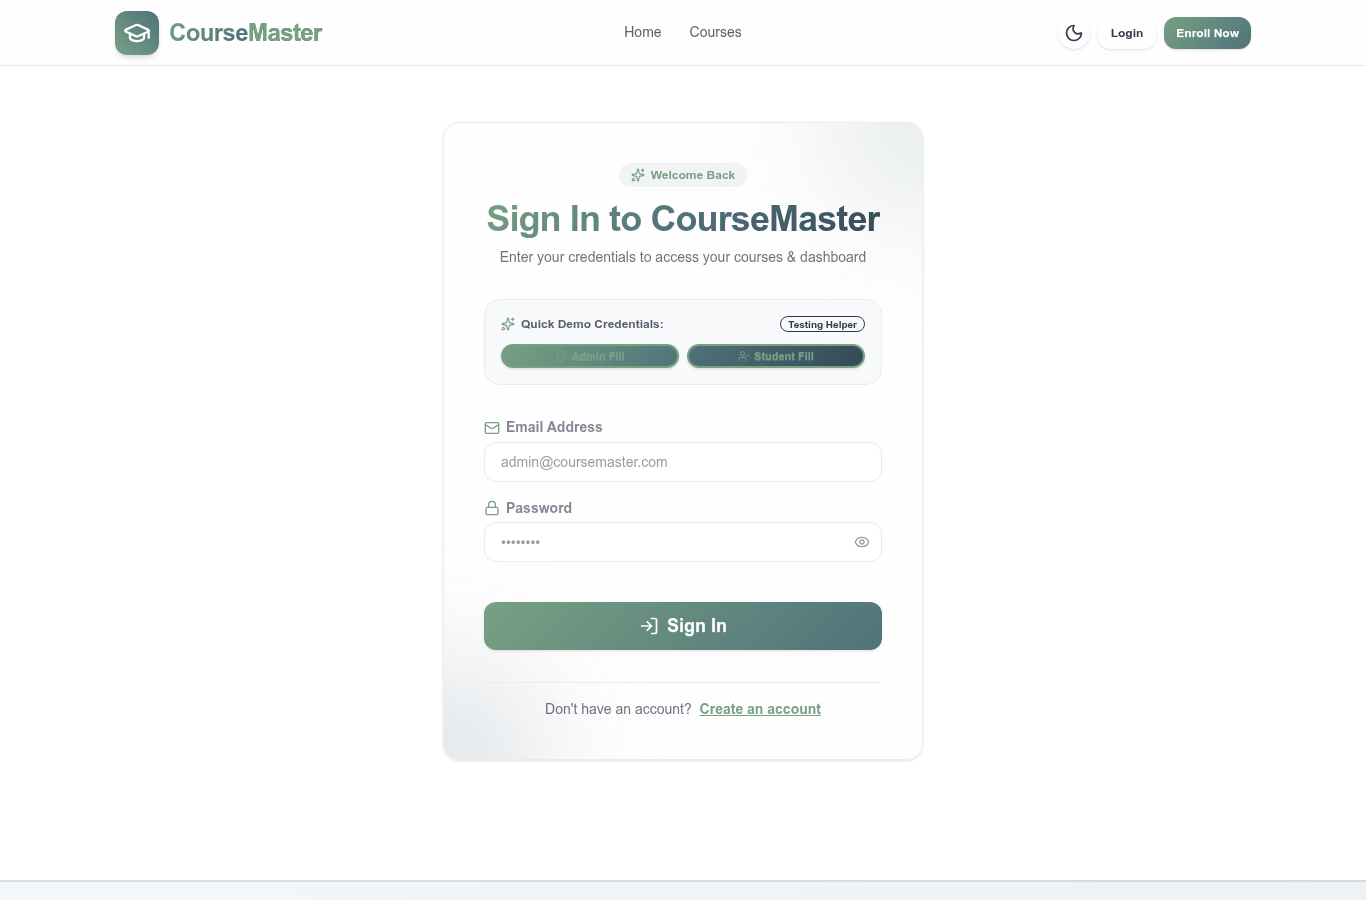 CourseMaster
Home
Courses
Login
Enroll Now
Welcome Back
Sign In to CourseMaster
Enter your credentials to access your courses & dashboard
Quick Demo Credentials:
Testing Helper
Admin Fill
Student Fill
Email Address
admin@coursemaster.com
Password
••••••••
Sign In
Don't have an account? Create an account